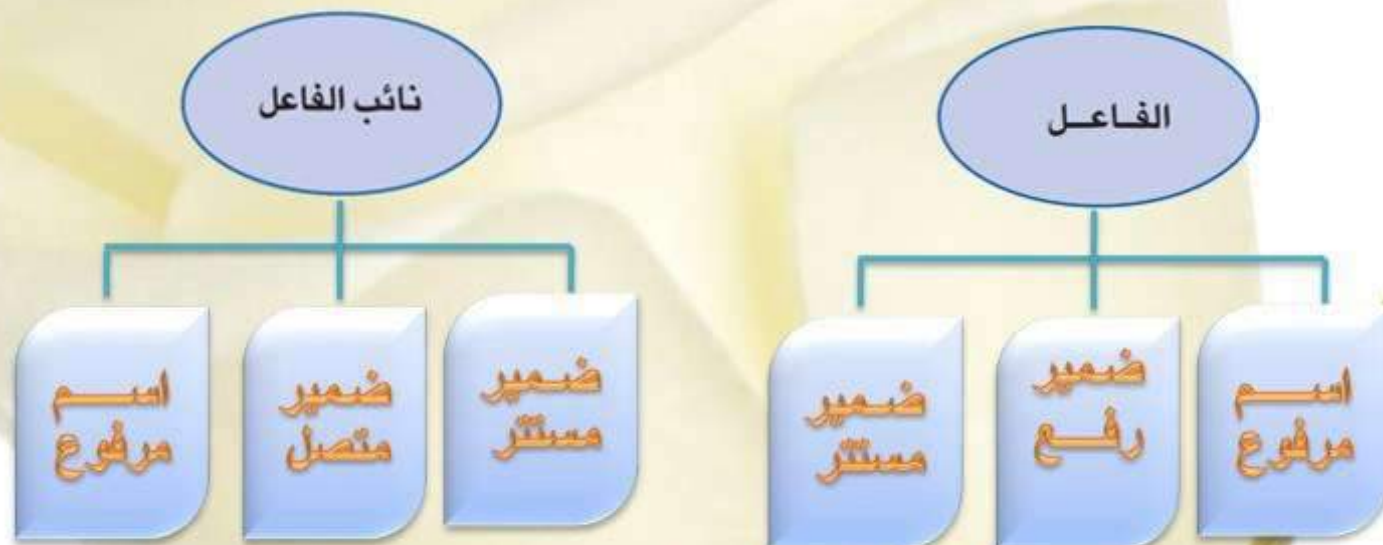 الفاعل
اسم
مرفوع
ضمير
رفع
ضمير
مستتر
نائب الفاعل
ضمير
مستتر
ضمير
متصل
اسم
مرفوع